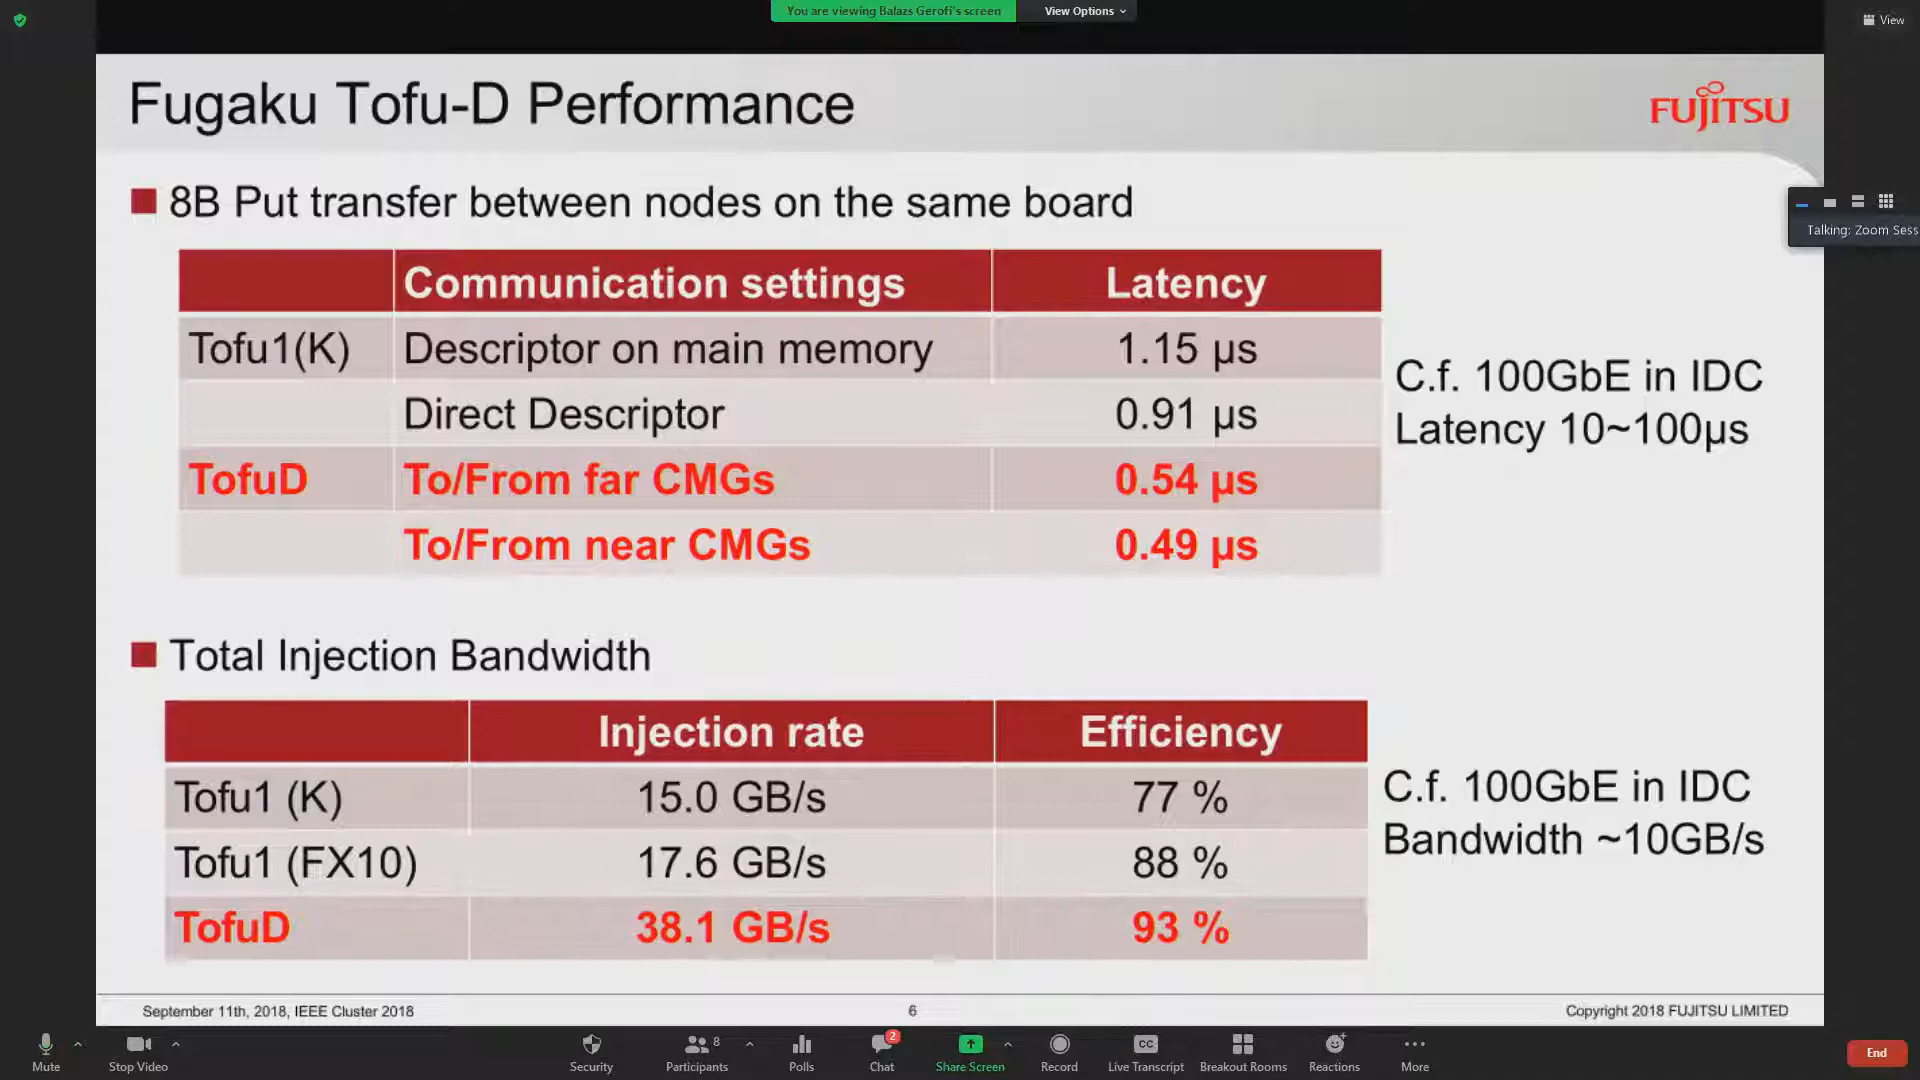 You are viewing Balazs Gerofi's screen View Options
View
Fugaku Tofu-D Performance
FUJITSU
8B Put transfer between nodes on the same board
Talking: Zoom Sess
Communication settings Latency
Tofu1(K) Descriptor on main memory 1.15 µs
Direct Descriptor 0.91 µs
TofuD To/From far CMGs 0.54 µs
To/From near CMGs 0.49 µs
C.f. 100GbE in IDC
Latency 10~100µs
Total Injection Bandwidth
Injection rate Efficiency
Tofu1 (K) 15.0 GB/s 77 %
Tofu1 (FX10) 17.6 GB/s 88 %
TofuD 38.1 GB/s 93 %
C.f. 100GbE in IDC
Bandwidth ~10GB/s
September 11th, 2018, IEEE Cluster 2018 6 Copyright 2018 FUJITSU LIMITED
8 2 CC
Mute Stop Video Security Participants Polls Chat Share Screen Record Live Transcript Breakout Rooms Reactions More End